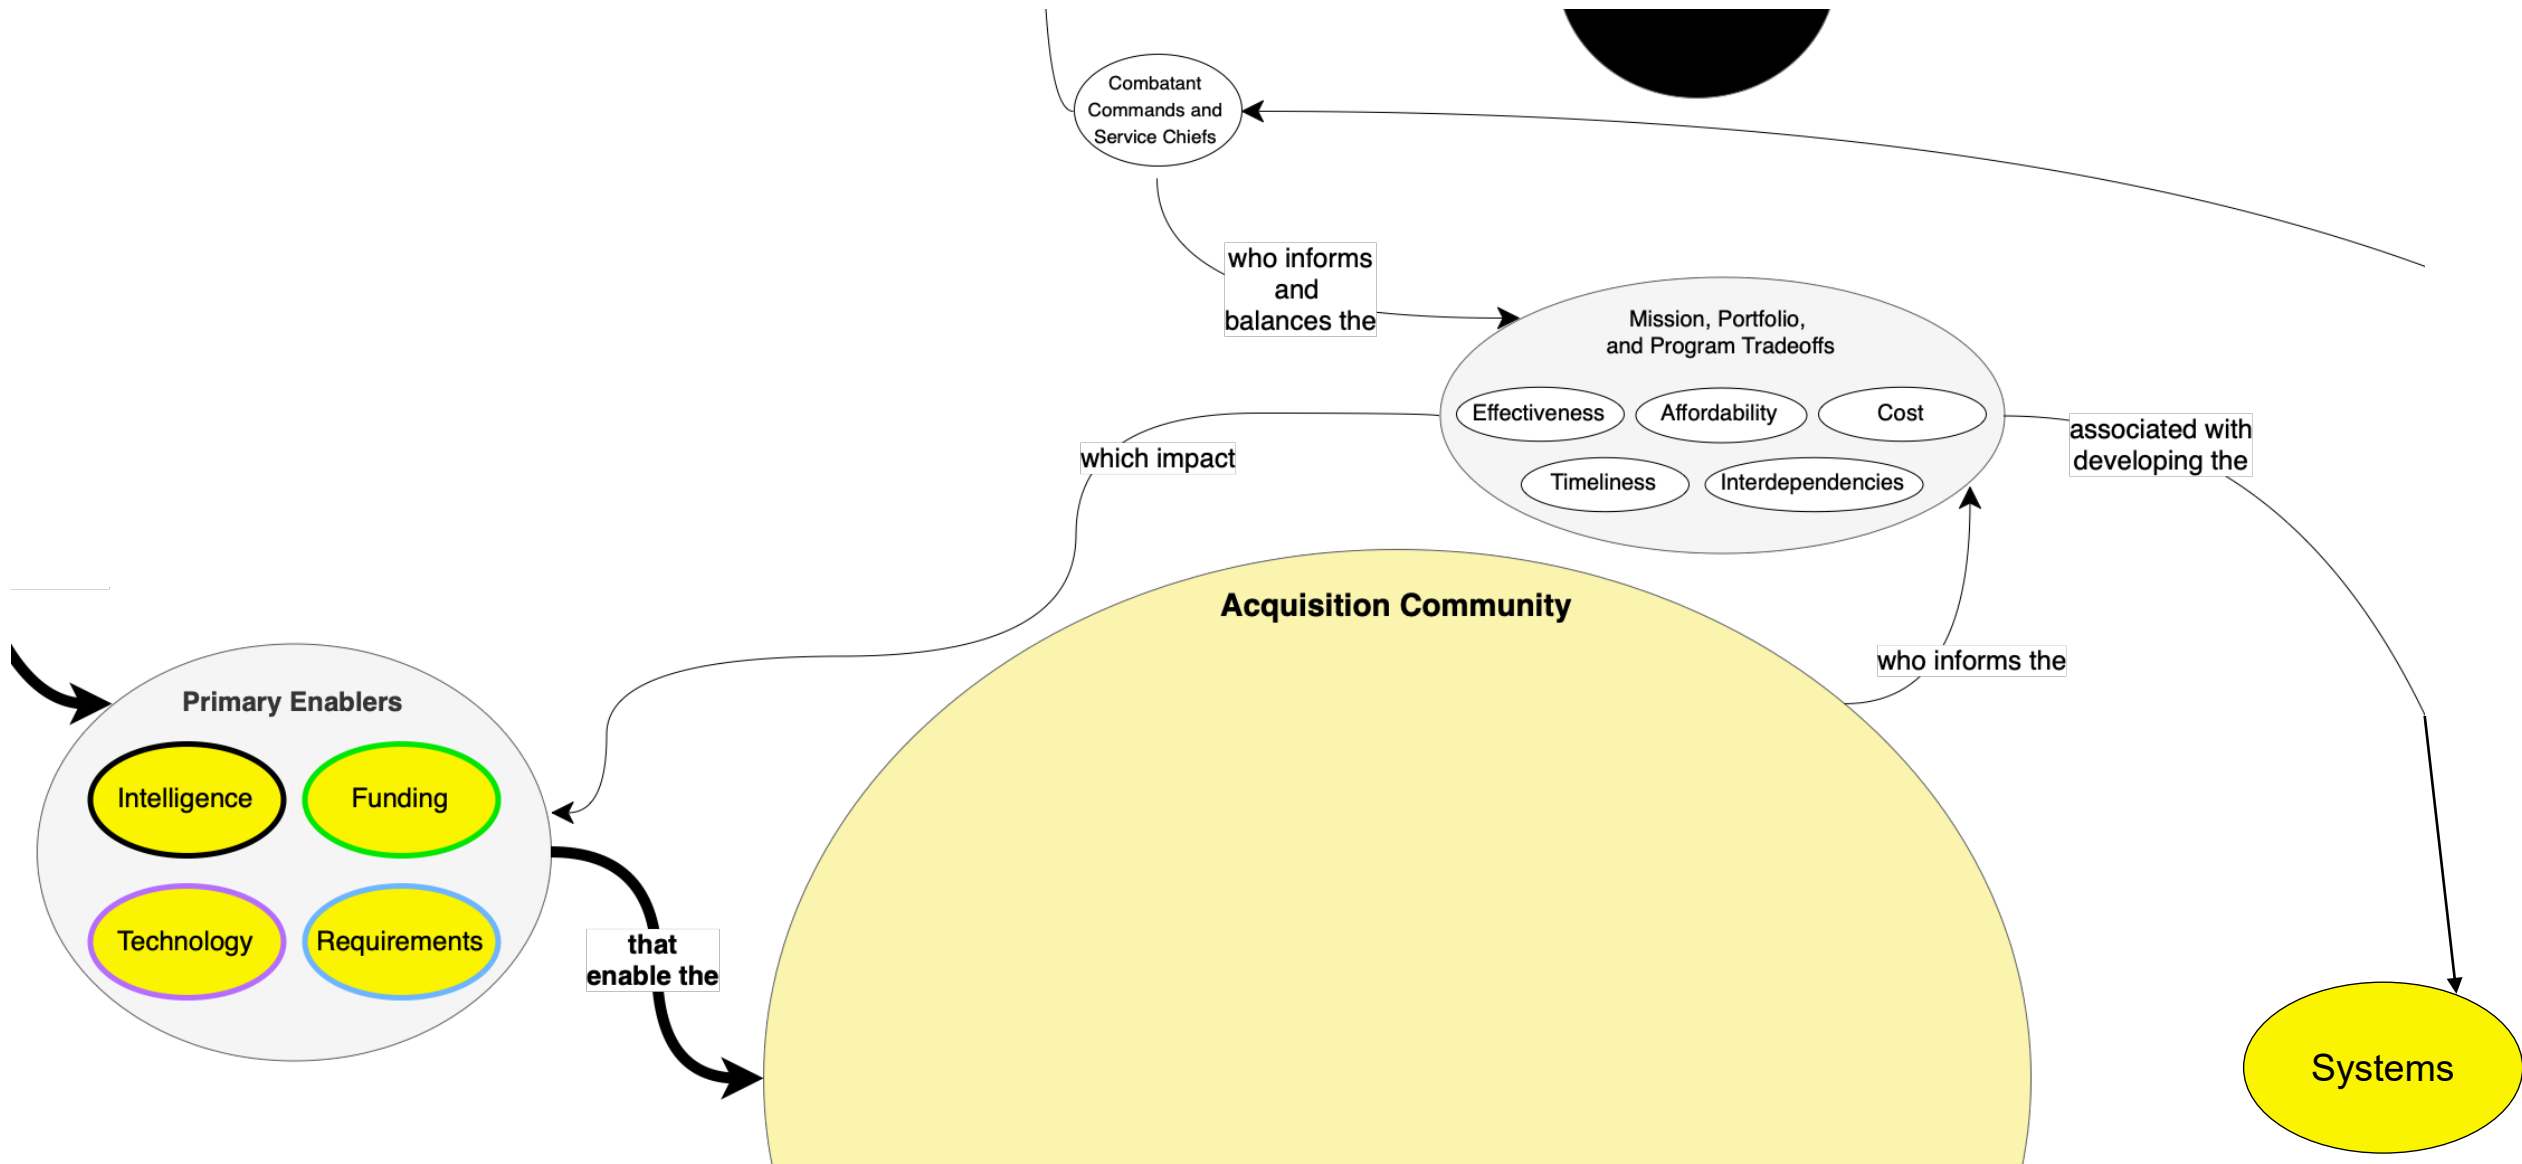 Combatant
Commands and
Service Chiefs
who informs
and
balances the
Mission, Portfolio,
and Program Tradeoffs
Effectiveness
Affordability
Cost
Timeliness
Interdependencies
associated with
developing the
which impact
Acquisition Community
who informs the
Primary Enablers
Intelligence
Funding
Technology
Requirements
that
enable the
Systems